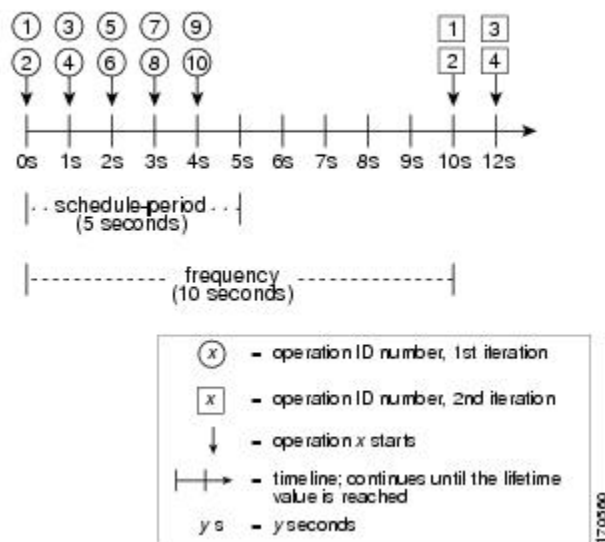 1 3 5 7 9 1 3
2 4 6 8 10 2 4
0s 1s 2s 3s 4s 5s 6s 7s 8s 9s 10s 12s
schedule-period
(5 seconds)
frequency
(10 seconds)
x = operation ID number, 1st iteration
x = operation ID number, 2nd iteration
= operation x starts
= timeline; continues until the lifetime
value is reached
y s = y seconds
170560